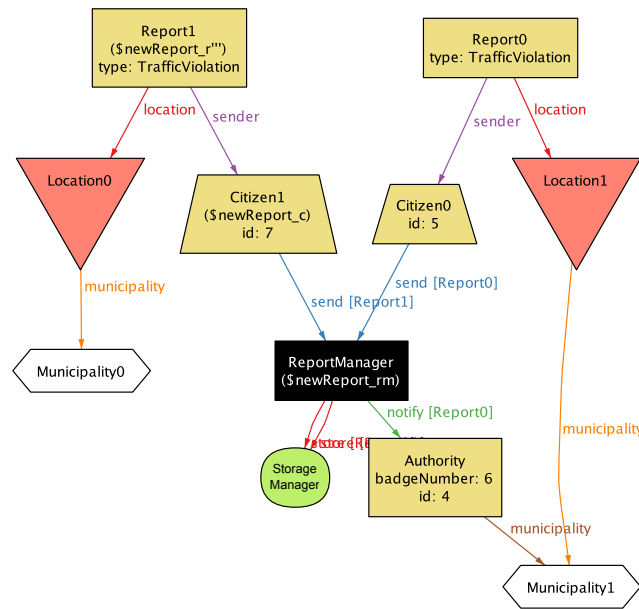 Report1
($newReport_r''')
type: TrafficViolation
Report0
type: TrafficViolation
location
sender
sender
location
Location0
Citizen1
($newReport_c)
id: 7
Citizen0
id: 5
Location1
municipality
send [Report1]
send [Report0]
Municipality0
ReportManager
($newReport_rm)
notify [Report0]
municipality
Storage
Manager
Authority
badgeNumber: 6
id: 4
municipality
Municipality1